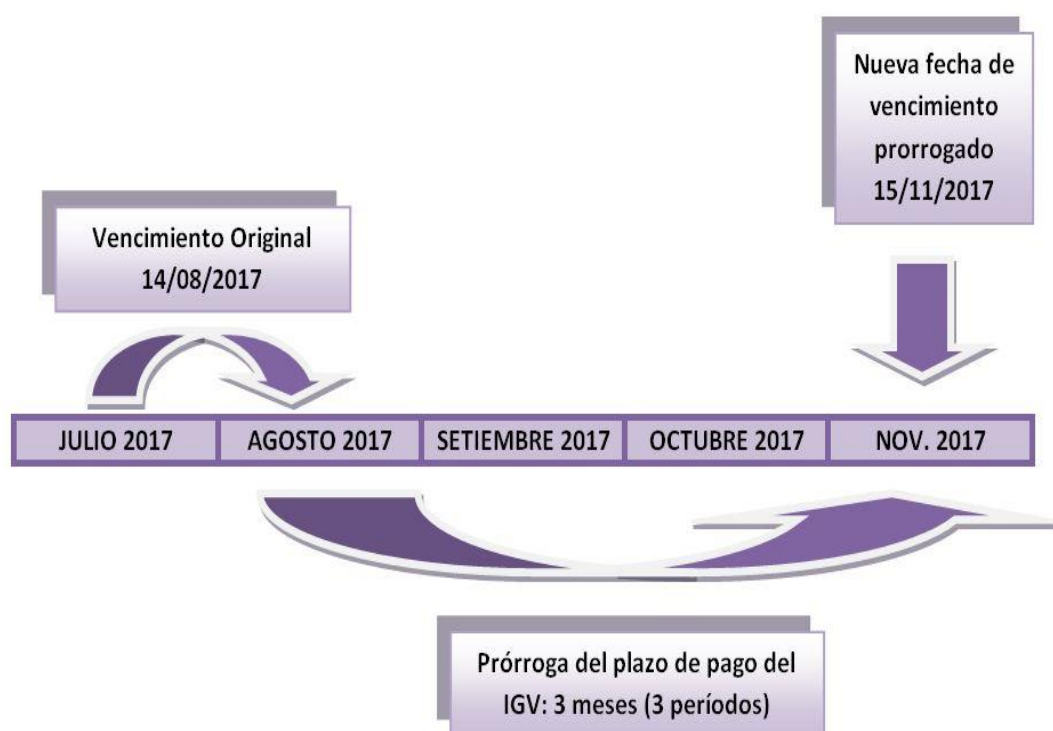 Nueva fecha de
vencimiento
prorrogado
15/11/2017
Vencimiento Original
14/08/2017
JULIO 2017
AGOSTO 2017
SETIEMBRE 2017
OCTUBRE 2017
NOV. 2017
Prórroga del plazo de pago del
IGV: 3 meses (3 períodos)